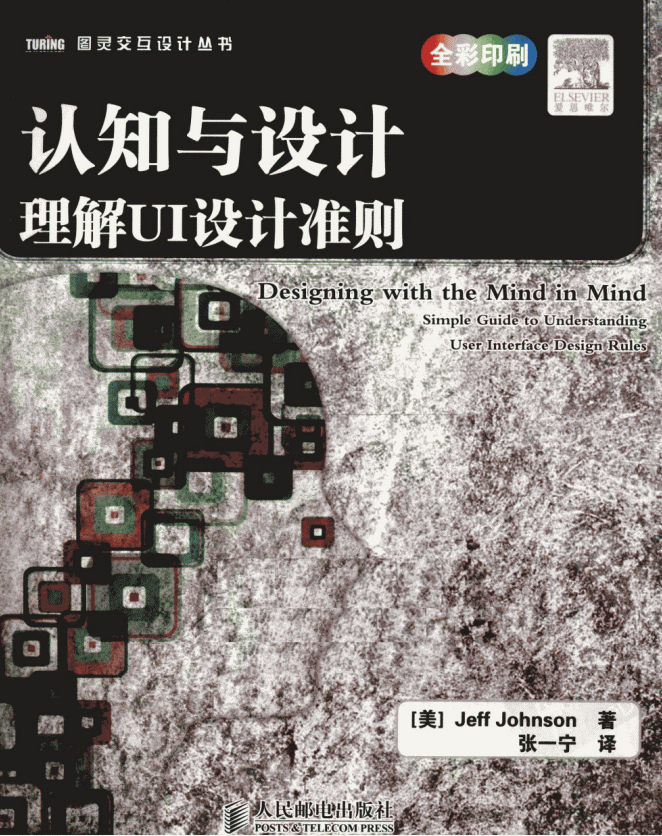 TURING 图灵交互设计丛书
全彩印刷
ELSEVIER
爱思唯尔
认知与设计
理解UI设计准则
Designing with the Mind in Mind
Simple Guide to Understanding
User Interface Design Rules
[美] Jeff Johnson 著
张一宁 译
人民邮电出版社
POSTS & TELECOM PRESS